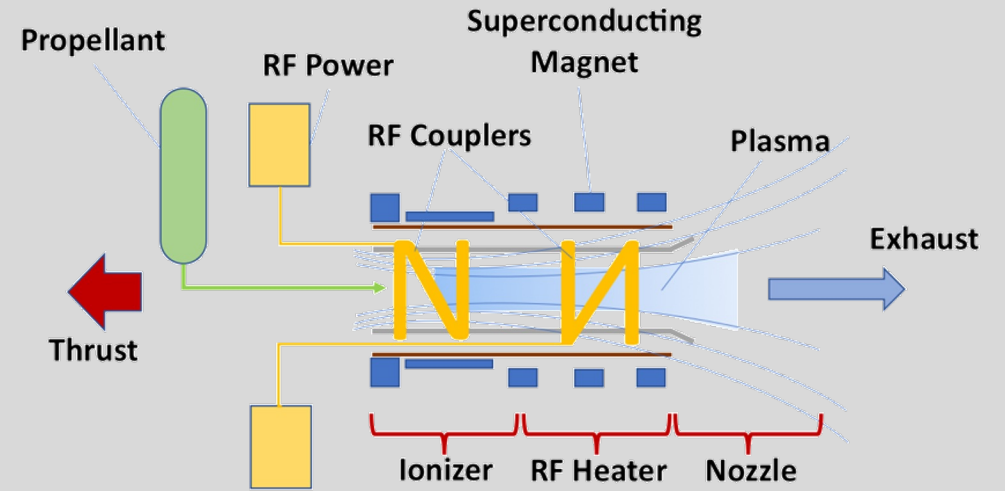 Superconducting
Magnet
Propellant
RF Power
RF Couplers
Plasma
Exhaust
Thrust
Ionizer
RF Heater
Nozzle